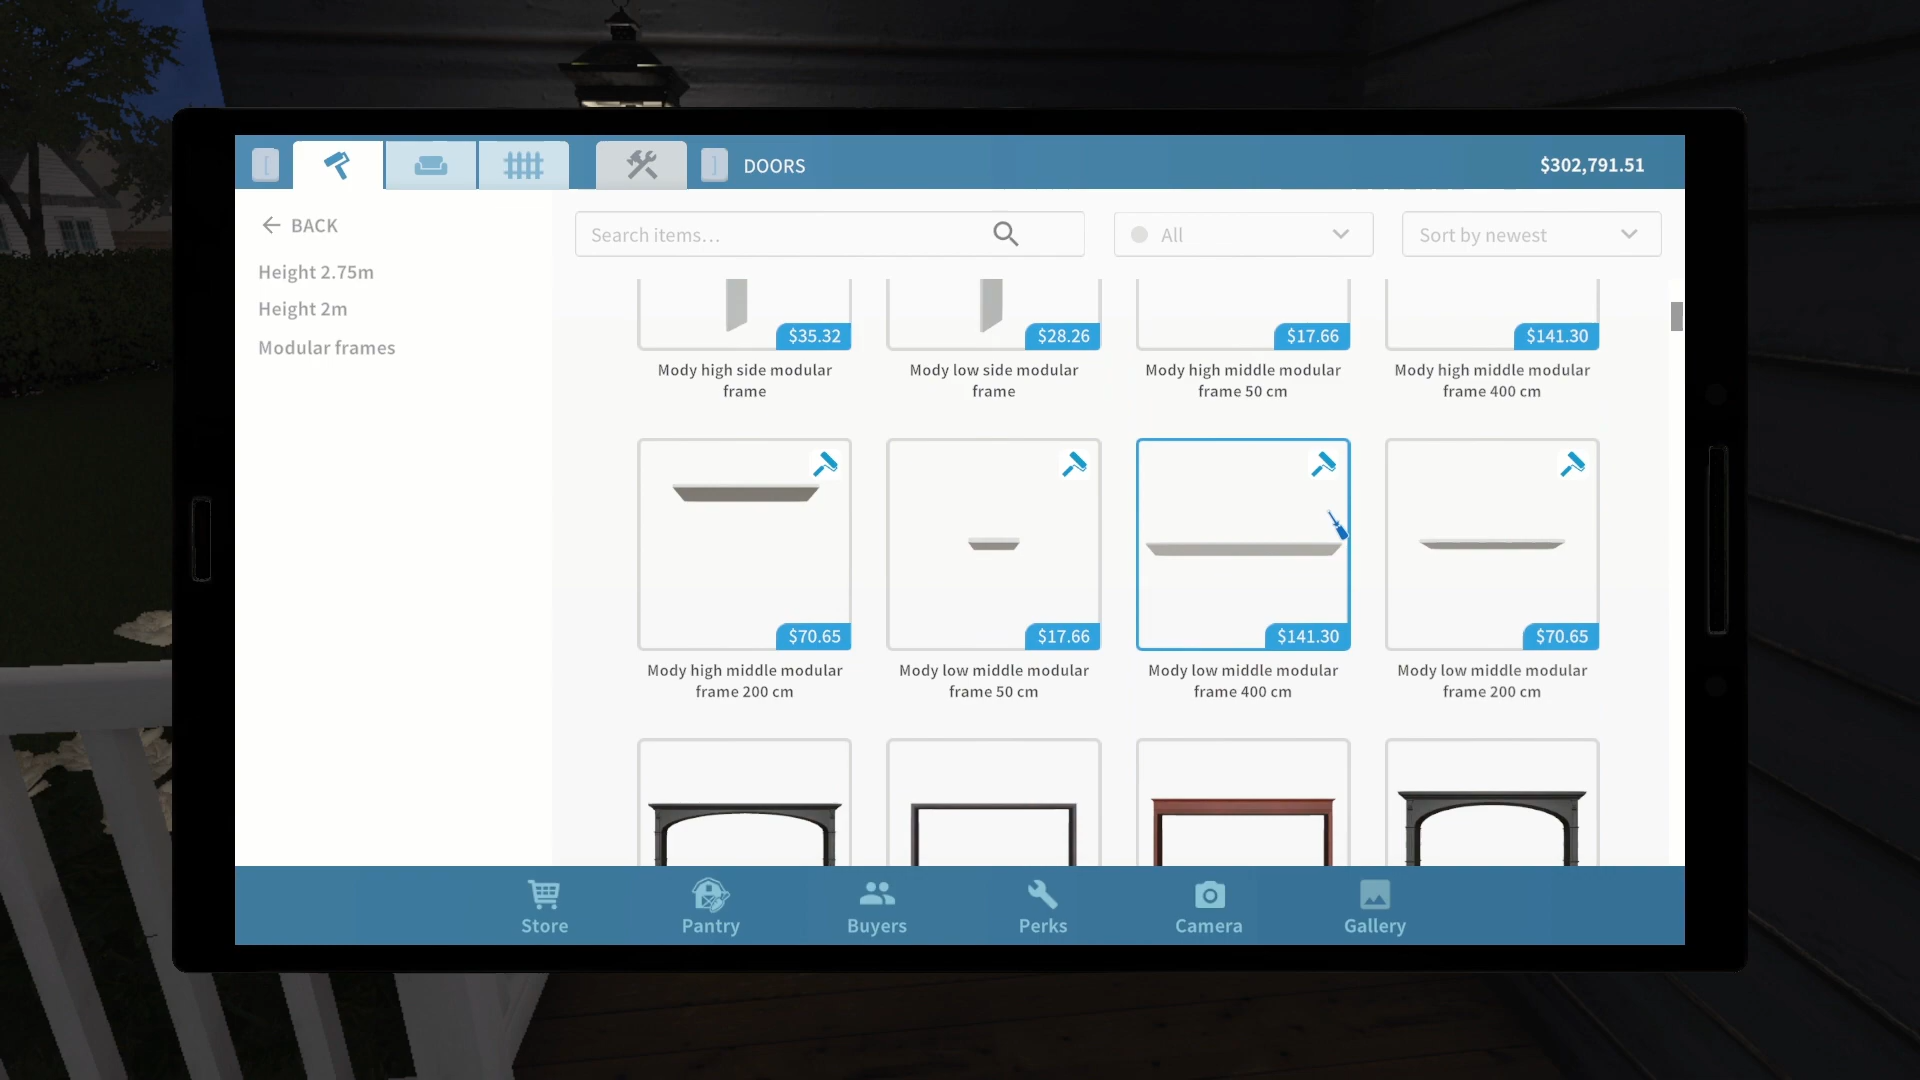 [
]
DOORS
$302,791.51
BACK
Height 2.75m
Height 2m
Modular frames
Search items...
All
Sort by newest
$35.32
$28.26
$17.66
$141.30
Mody high side modular
frame
Mody low side modular
frame
Mody high middle modular
frame 50 cm
Mody high middle modular
frame 400 cm
$70.65
$17.66
$141.30
$70.65
Mody high middle modular
frame 200 cm
Mody low middle modular
frame 50 cm
Mody low middle modular
frame 400 cm
Mody low middle modular
frame 200 cm
Store
Pantry
Buyers
Perks
Camera
Gallery